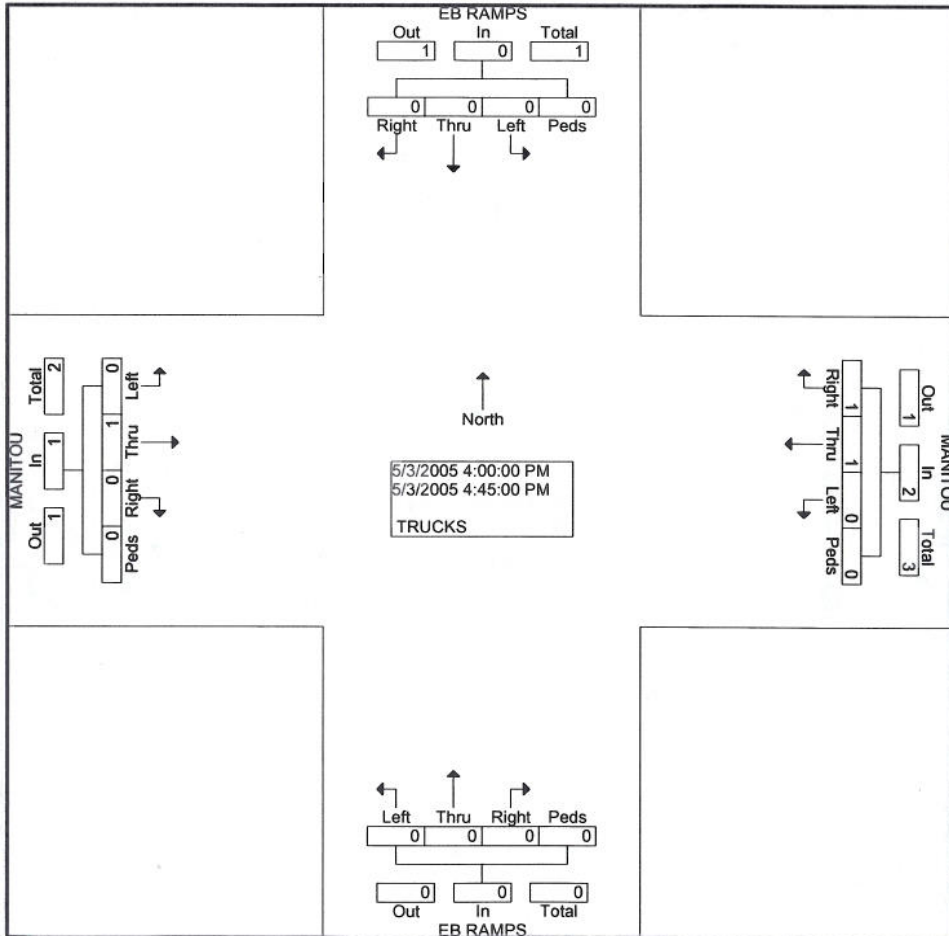 EB RAMPS
Out In Total
1 0 1
0 0 0 0
Right Thru Left Peds
MANITOU
Total In Out
2 1 1
0 1 0 0
Left Thru Right Peds
North
5/3/2005 4:00:00 PM
5/3/2005 4:45:00 PM
TRUCKS
Right Thru Left Peds
1 1 0 0
Out In Total
1 2 3
MANITOU
Left Thru Right Peds
0 0 0 0
0 0 0
Out In Total
EB RAMPS